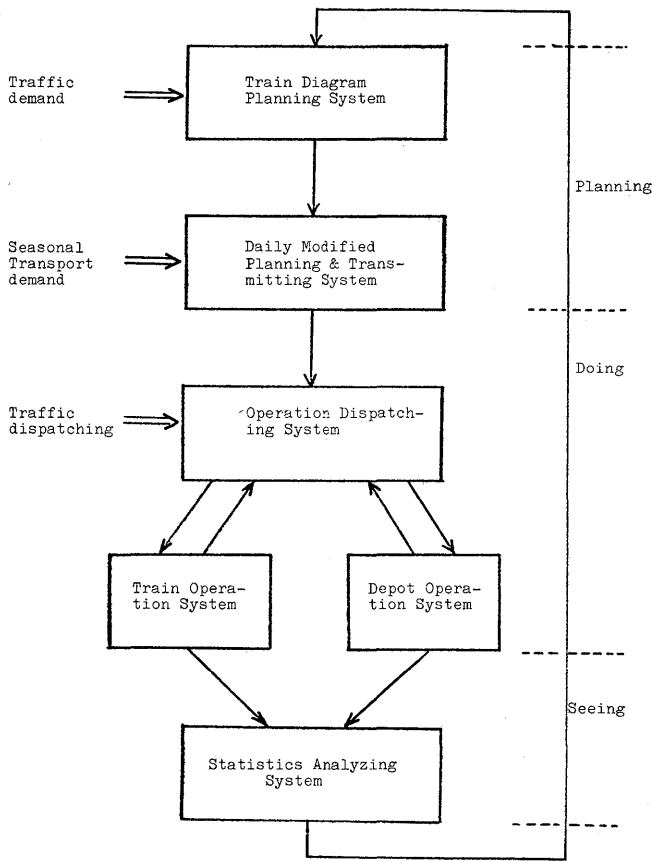 Traffic
demand
Train Diagram
Planning System
Planning
Seasonal
Transport
demand
Daily Modified
Planning & Trans-
mitting System
Doing
Traffic
dispatching
Operation Dispatch-
ing System
Train Opera-
tion System
Depot Opera-
tion System
Seeing
Statistics Analyzing
System